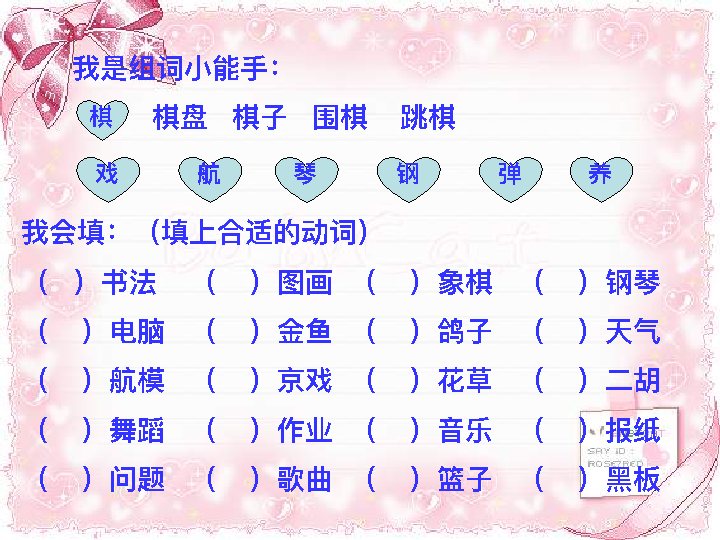 我是组词小能手：
棋 棋盘 棋子 围棋 跳棋
戏 航 琴 钢 弹 养
我会填：（填上合适的动词）
（ ）书法 （ ）图画 （ ）象棋 （ ）钢琴
（ ）电脑 （ ）金鱼 （ ）鸽子 （ ）天气
（ ）航模 （ ）京戏 （ ）花草 （ ）二胡
（ ）舞蹈 （ ）作业 （ ）音乐 （ ）报纸
（ ）问题 （ ）歌曲 （ ）篮子 （ ）黑板
SAY ID :